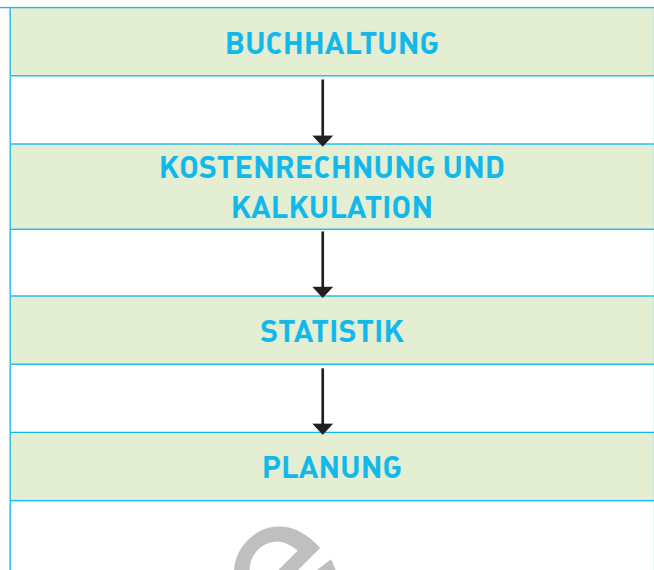 BUCHHALTUNG
KOSTENRECHNUNG UND
KALKULATION
STATISTIK
PLANUNG